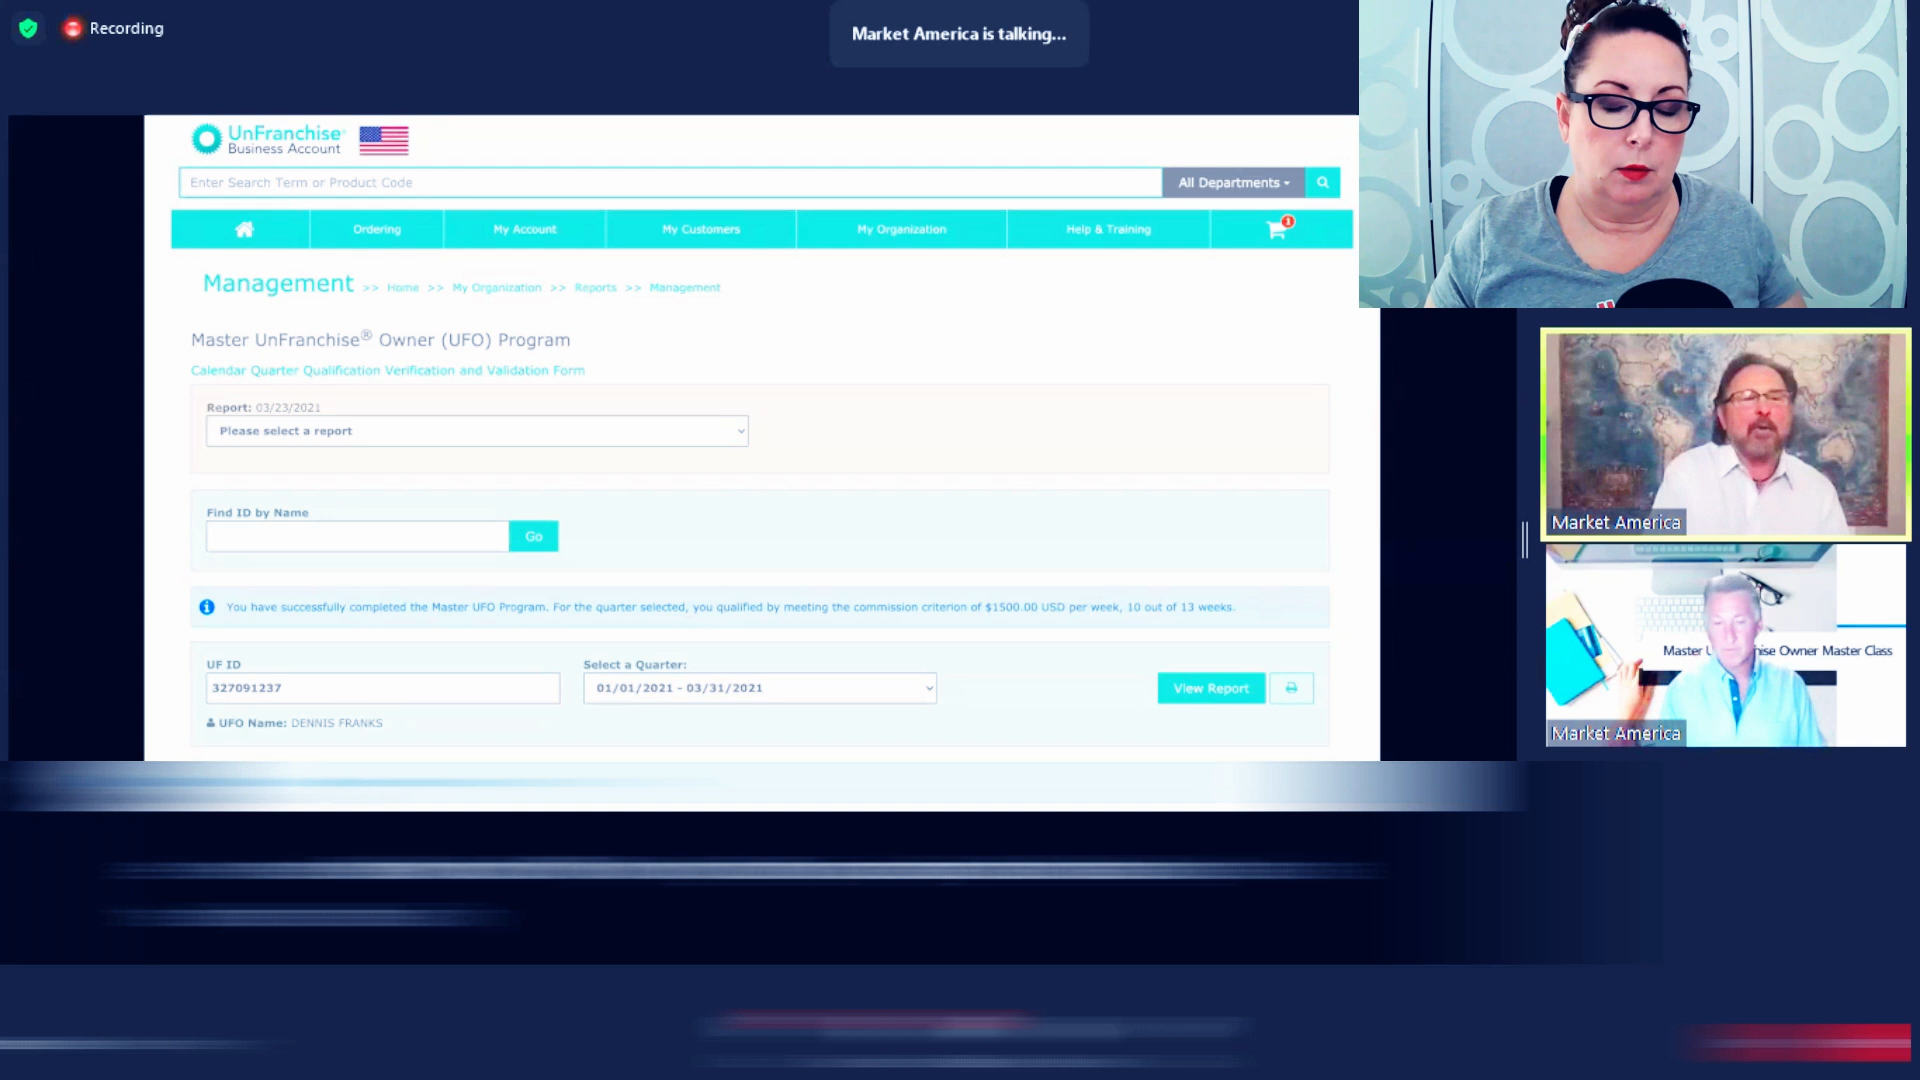 Recording
Market America is talking...
UnFranchise®
Business Account
Enter Search Term or Product Code
All Departments
Ordering
My Account
My Customers
My Organization
Help & Training
1
Management >> Home >> My Organization >> Reports >> Management
Master UnFranchise® Owner (UFO) Program
Calendar Quarter Qualification Verification and Validation Form
Report: 03/23/2021
Please select a report
Find ID by Name
Go
You have successfully completed the Master UFO Program. For the quarter selected, you qualified by meeting the commission criterion of $1500.00 USD per week, 10 out of 13 weeks.
UF ID
Select a Quarter:
327091237
01/01/2021 - 03/31/2021
View Report
UFO Name: DENNIS FRANKS
Market America
Master U hise Owner Master Class
Market America